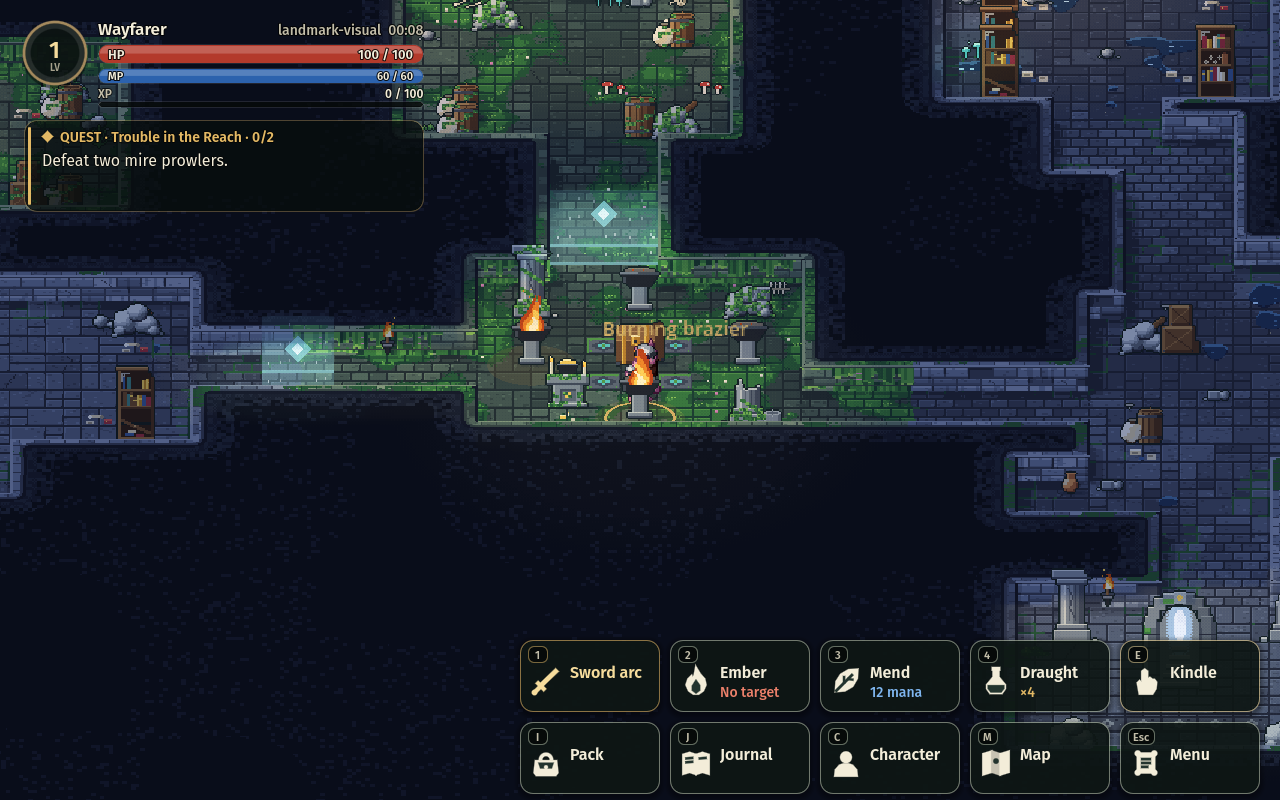 Wayfarer
landmark-visual 00:08
1
LV
HP 100 / 100
MP 60 / 60
XP 0 / 100
QUEST · Trouble in the Reach · 0/2
Defeat two mire prowlers.
Burning brazier
1 Sword arc
2 Ember
No target
3 Mend
12 mana
4 Draught
×4
E Kindle
I Pack
J Journal
C Character
M Map
Esc Menu